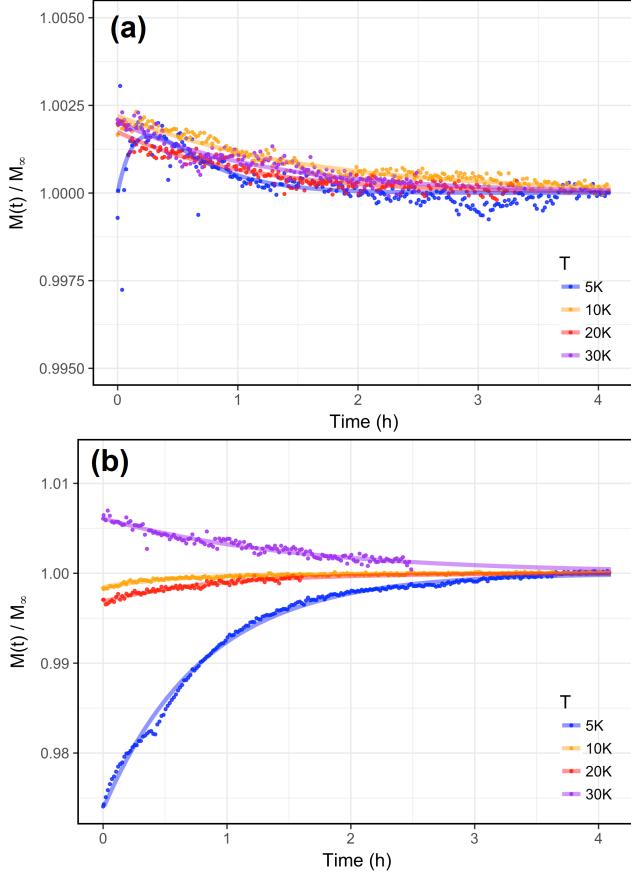 (a)
1.0050
1.0025
1.0000
0.9975
0.9950
M(t) / M∞
T
5K
10K
20K
30K
0 1 2 3 4
Time (h)
(b)
1.01
1.00
0.99
0.98
M(t) / M∞
T
5K
10K
20K
30K
0 1 2 3 4
Time (h)